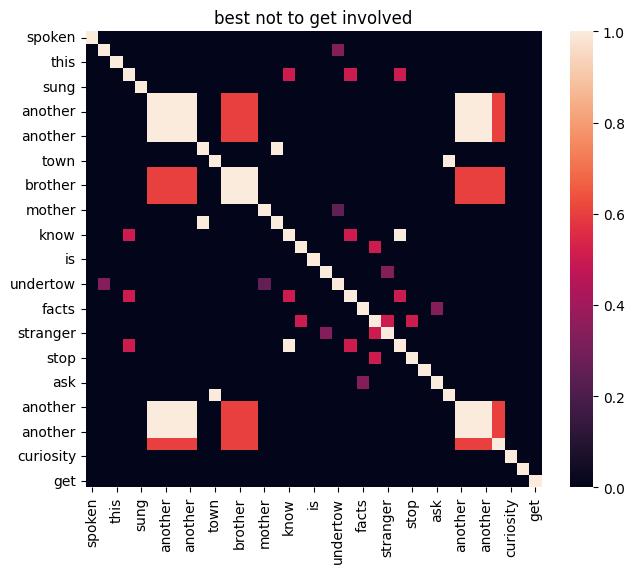 best not to get involved
spoken
this
sung
another
another
town
brother
mother
know
is
undertow
facts
stranger
stop
ask
another
another
curiosity
get
1.0
0.8
0.6
0.4
0.2
0.0
spoken
this
sung
another
another
town
brother
mother
know
is
undertow
facts
stranger
stop
ask
another
another
curiosity
get